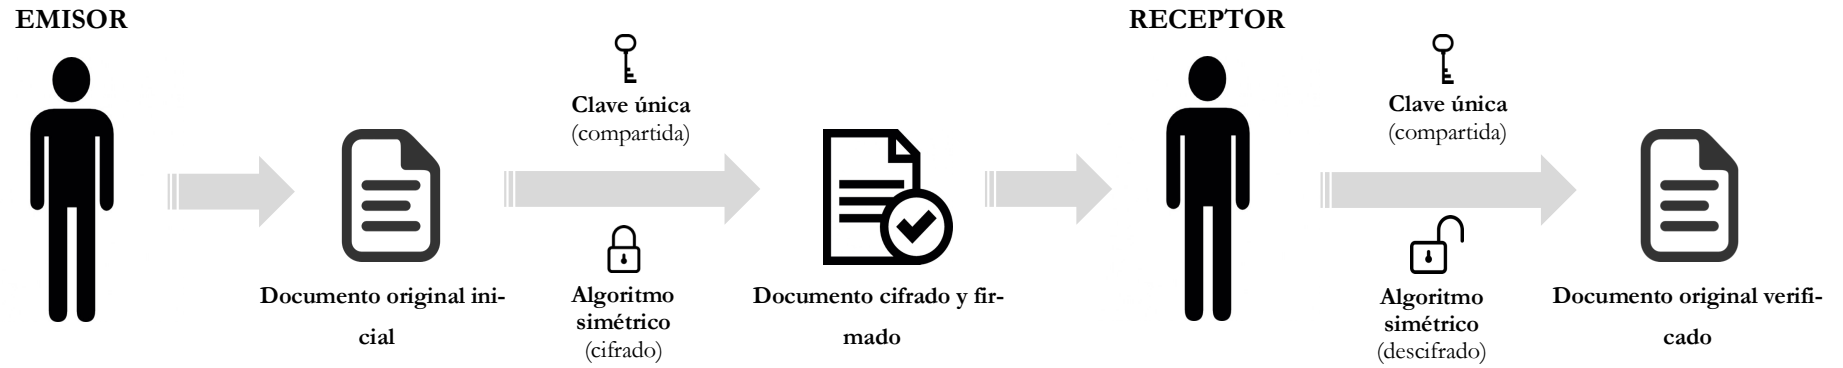 EMISOR
RECEPTOR
Clave única
(compartida)
Clave única
(compartida)
Documento original ini-
cial
Algoritmo
simétrico
(cifrado)
Documento cifrado y fir-
mado
Algoritmo
simétrico
(descifrado)
Documento original verifi-
cado